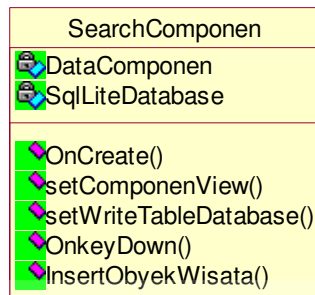 SearchComponen
DataComponen
SqlLiteDatabase
OnCreate()
setComponenView()
setWriteTableDatabase()
OnkeyDown()
InsertObyekWisata()